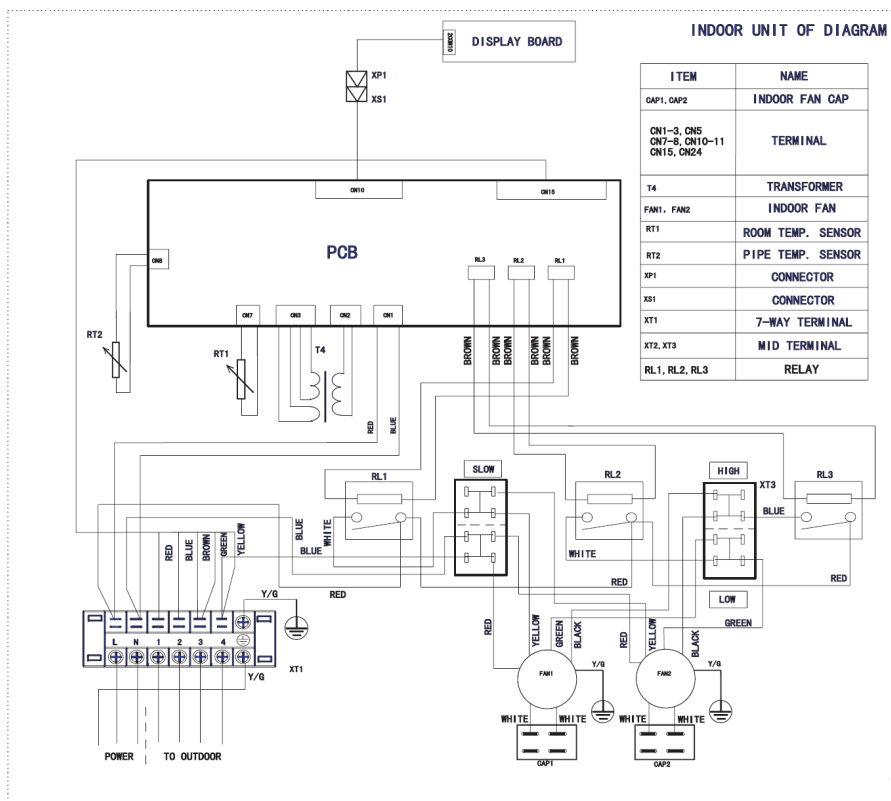 INDOOR UNIT OF DIAGRAM
DISPLAY BOARD
XP1
XS1
ITEM NAME
CAP1, CAP2 INDOOR FAN CAP
CN1-3, CN5
CN7-8, CN10-11
CN15, CN24
TERMINAL
T4 TRANSFORMER
FAN1, FAN2 INDOOR FAN
RT1 ROOM TEMP. SENSOR
RT2 PIPE TEMP. SENSOR
XP1 CONNECTOR
XS1 CONNECTOR
XT1 7-WAY TERMINAL
XT2, XT3 MID TERMINAL
RL1, RL2, RL3 RELAY
CN10
CN15
PCB
CN8
RL3
RL2
RL1
CN7
CN3
CN2
CN1
RT2
RT1
T4
BROWN
BROWN
BROWN
BROWN
BROWN
BROWN
RED
BLUE
RL1
SLOW
RL2
HIGH
XT3
RL3
BLUE
WHITE
BLUE
WHITE
BLUE
RED
BLUE
BROWN
GREEN
YELLOW
RED
RED
RED
LOW
Y/G
GREEN
L N 1 2 3 4
XT1
Y/G
RED
YELLOW
GREEN
BLACK
RED
YELLOW
BLACK
FAN1
Y/G
FAN2
Y/G
WHITE
WHITE
WHITE
WHITE
CAP1
CAP2
POWER
TO OUTDOOR